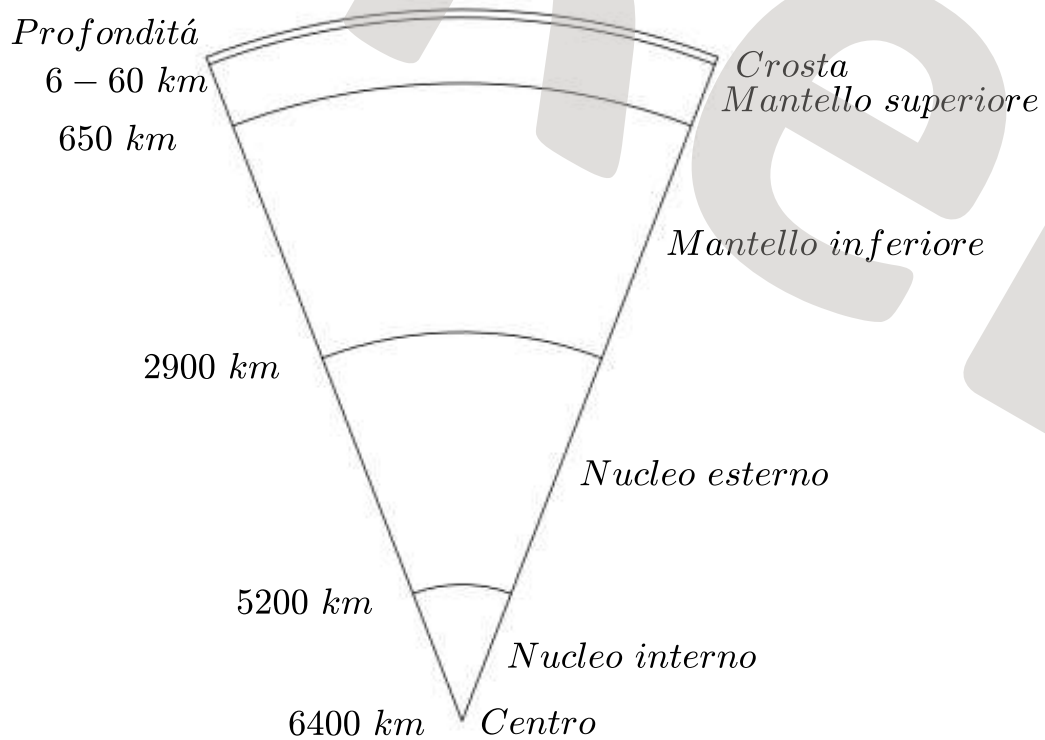 Profonditá
6 – 60 km
Crosta
Mantello superiore
650 km
Mantello inferiore
2900 km
Nucleo esterno
5200 km
Nucleo interno
6400 km
Centro